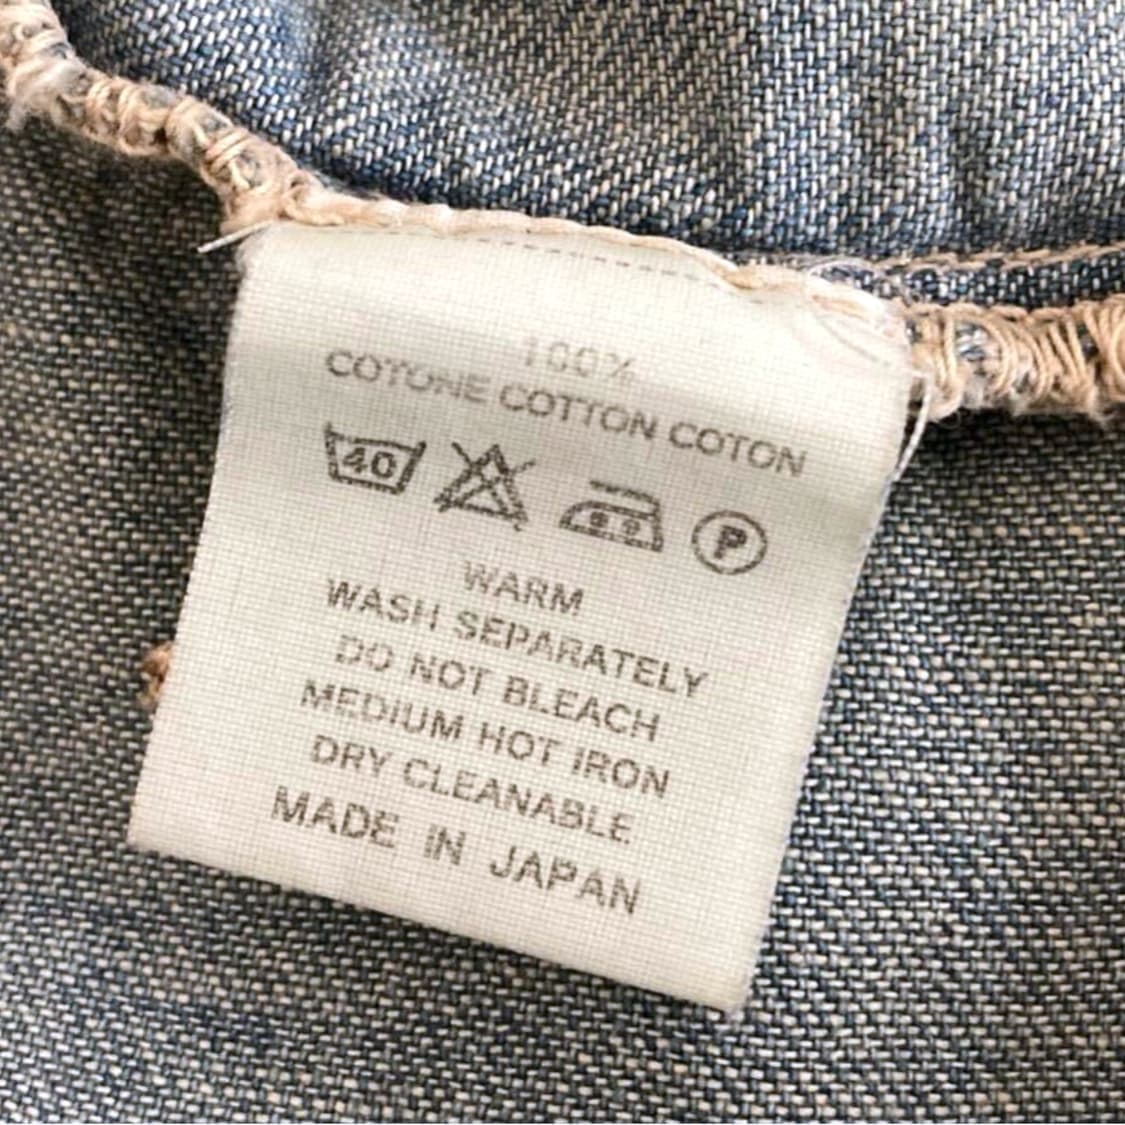 100%
COTONE COTTON COTON
40 P
WARM
WASH SEPARATELY
DO NOT BLEACH
MEDIUM HOT IRON
DRY CLEANABLE
MADE IN JAPAN